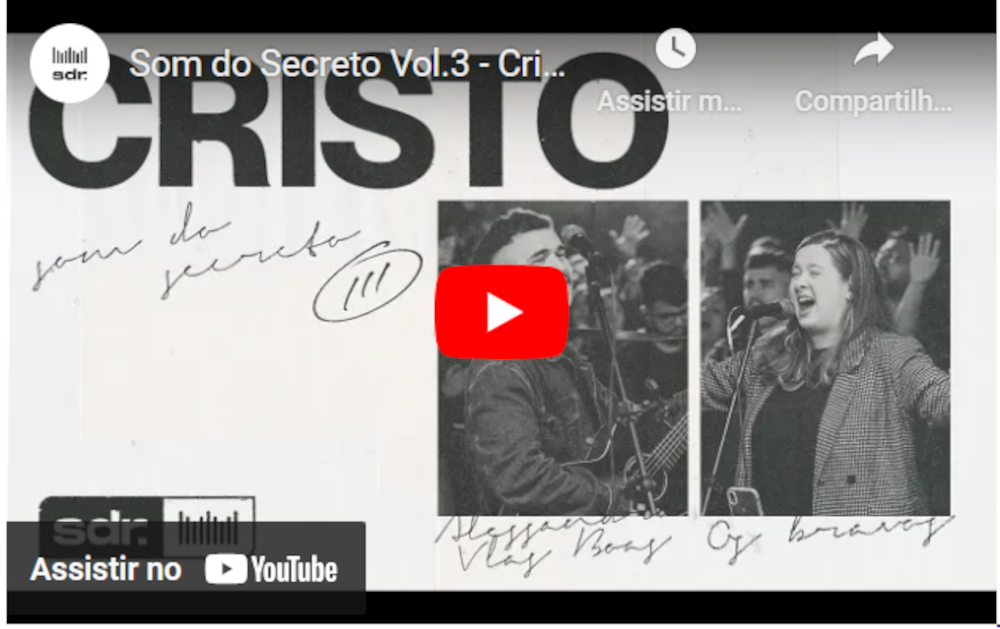 sdr.
Som do Secreto Vol.3 - Cri...
Assistir m...
Compartilh...
CRISTO
som do
secreto
III
Alessandro
Vilas Boas
Os bravos
sdr.
Assistir no YouTube